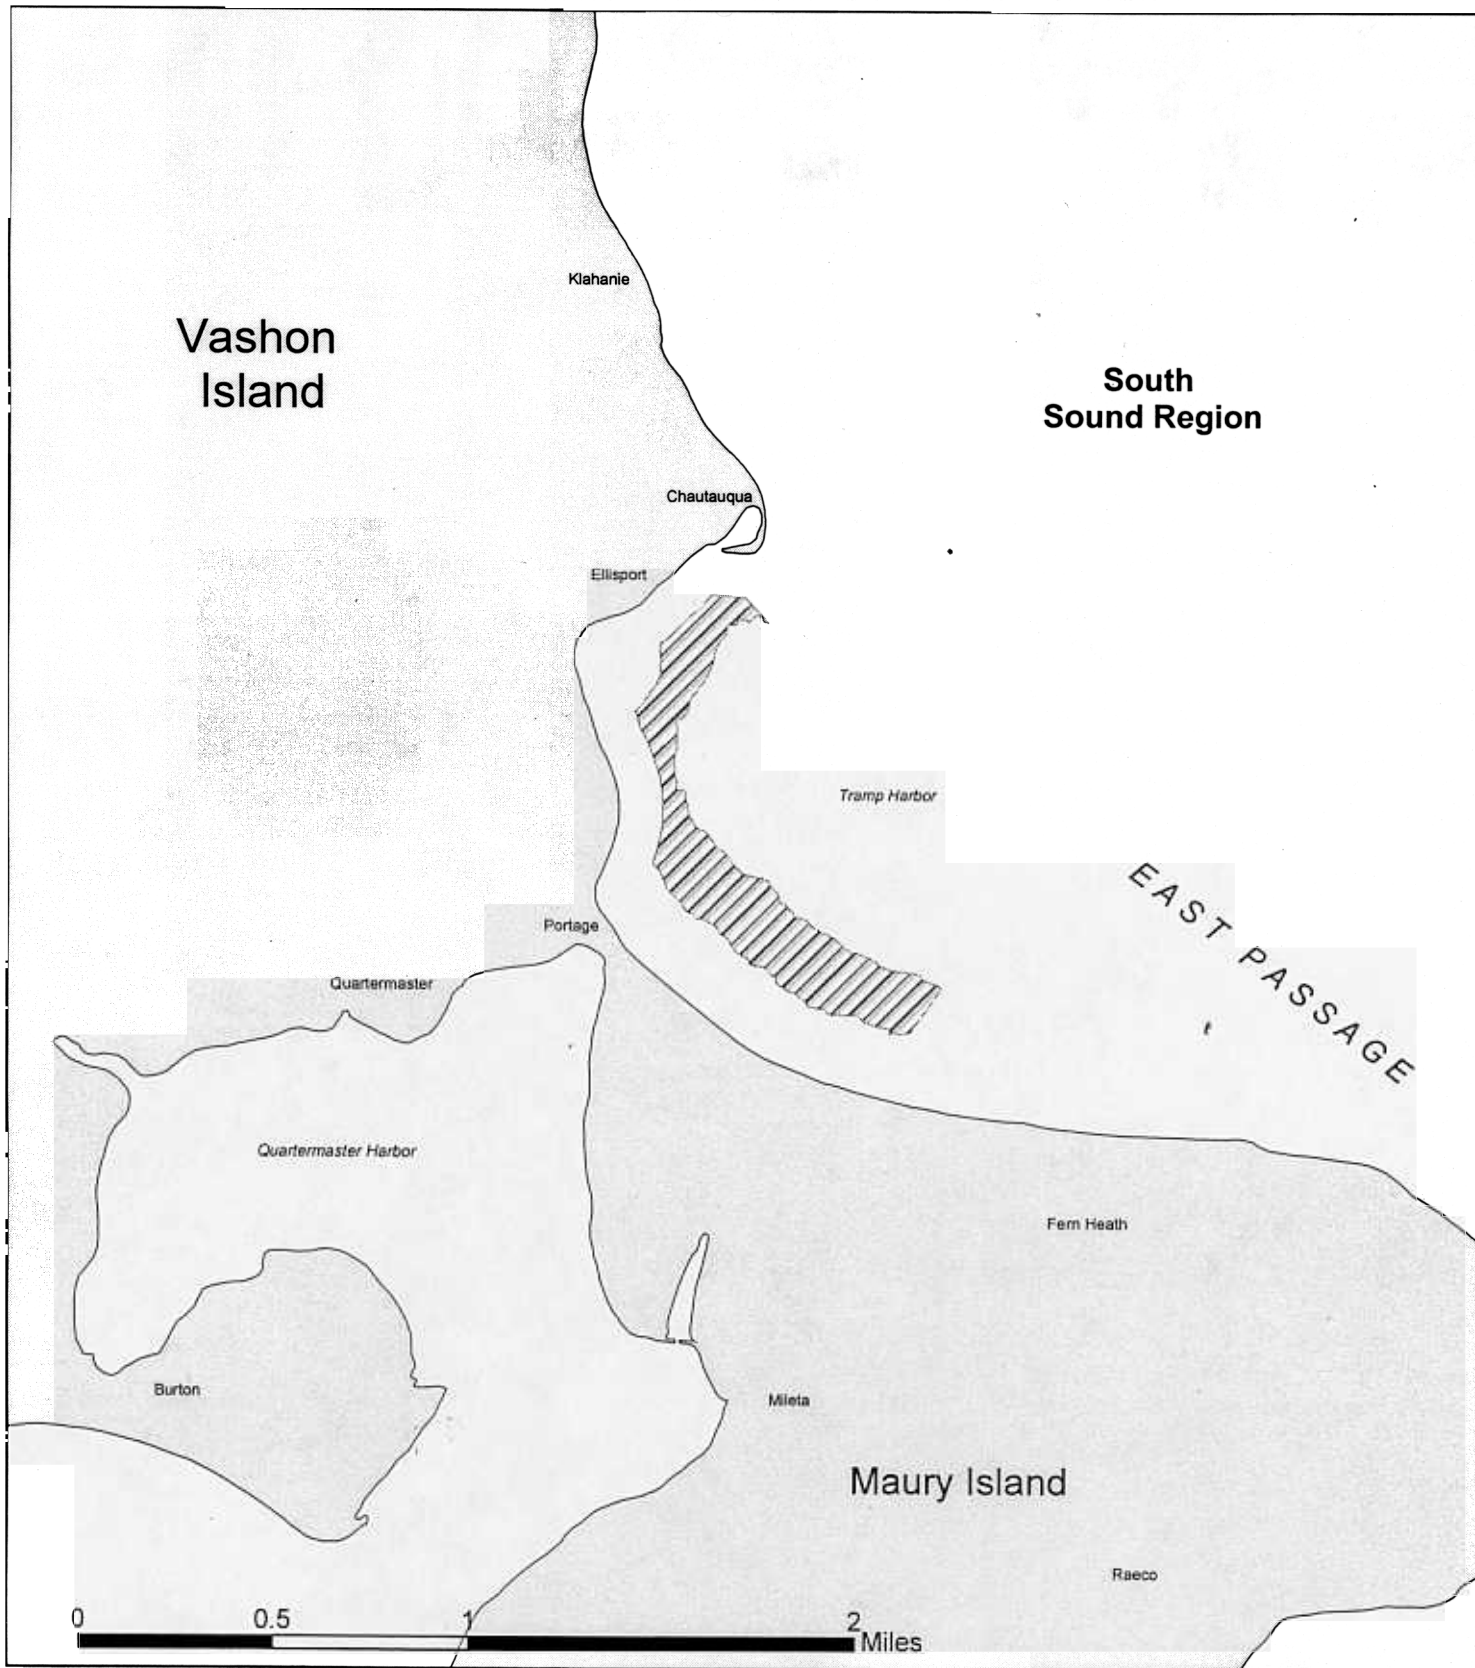 Klahanie
Vashon
Island
South
Sound Region
Chautauqua
Ellisport
Tramp Harbor
EAST PASSAGE
Portage
Quartermaster
Quartermaster Harbor
Fern Heath
Burton
Mileta
Maury Island
Raeco
0 0.5 1 2
Miles